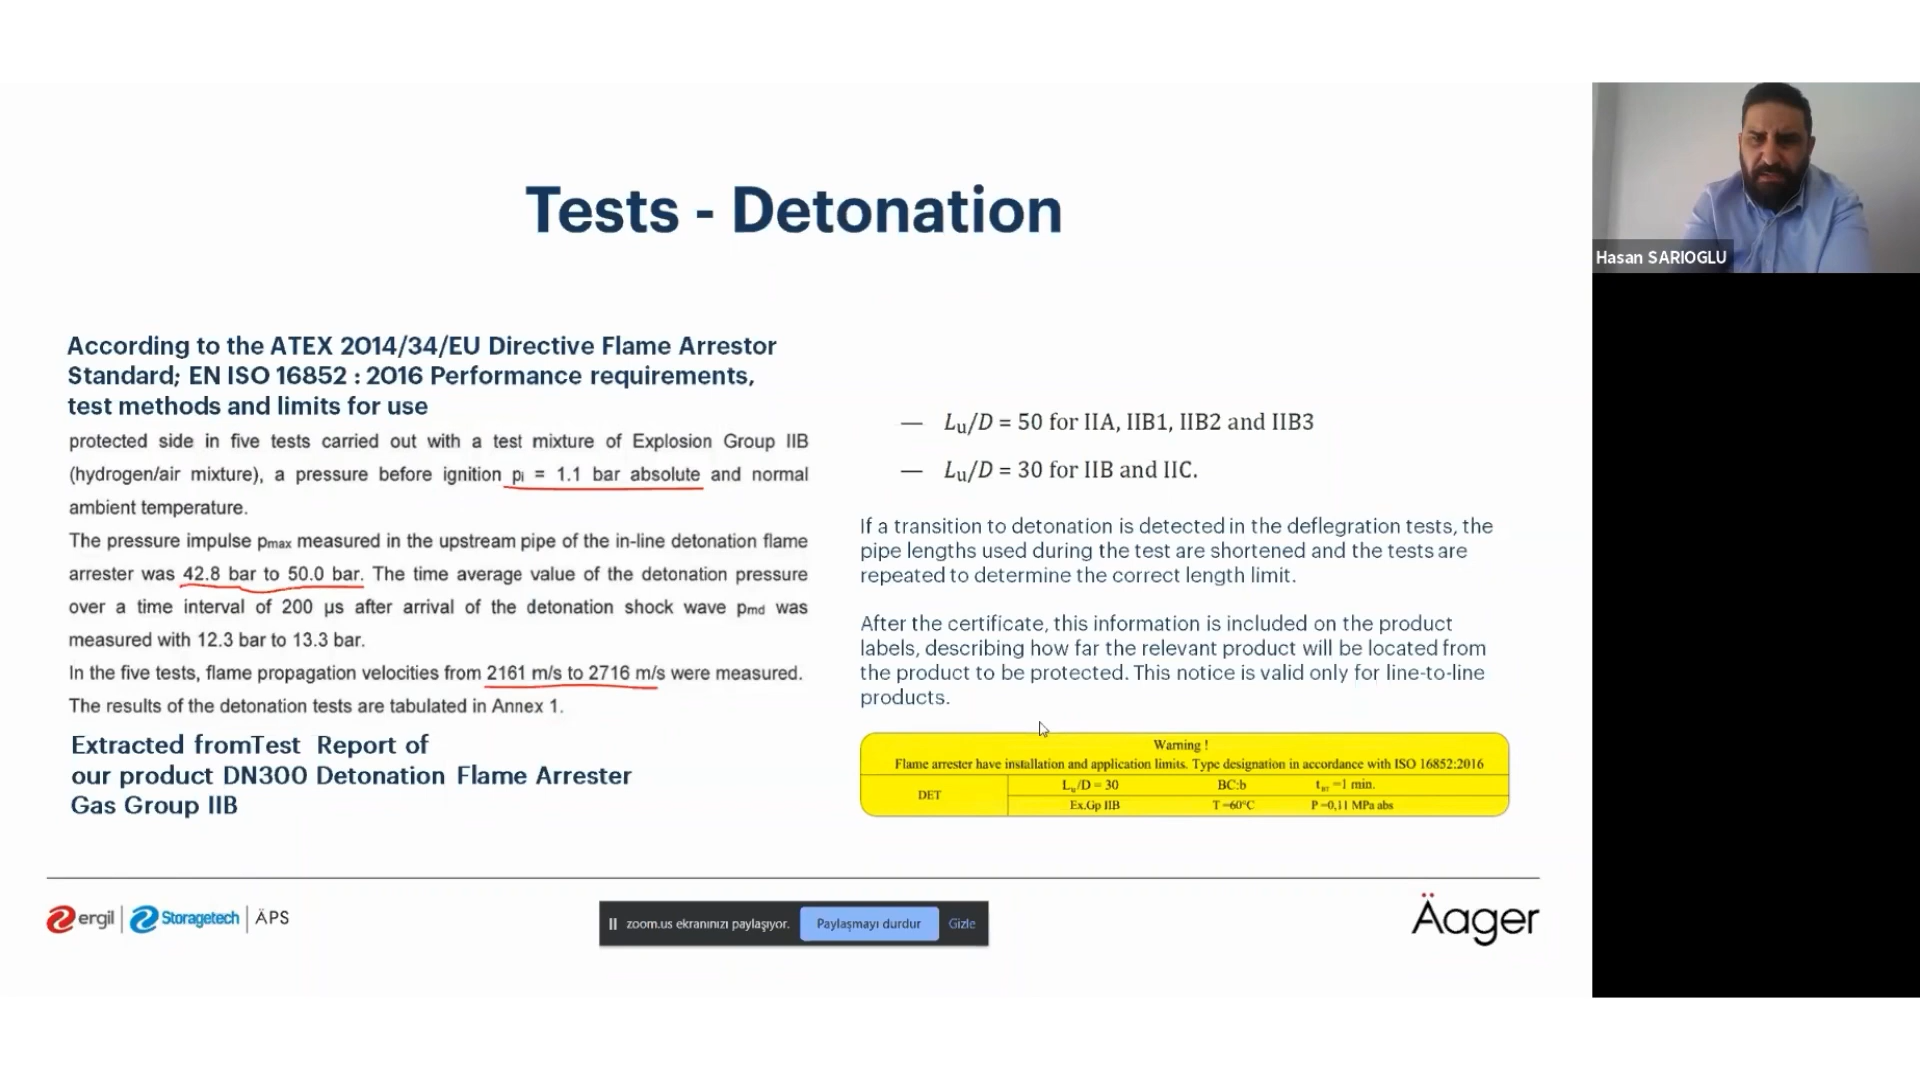 Tests - Detonation
Hasan SARIOGLU
According to the ATEX 2014/34/EU Directive Flame Arrestor
Standard; EN ISO 16852 : 2016 Performance requirements,
test methods and limits for use
protected side in five tests carried out with a test mixture of Explosion Group IIB
(hydrogen/air mixture), a pressure before ignition pᵢ = 1.1 bar absolute and normal
ambient temperature.
The pressure impulse pmax measured in the upstream pipe of the in-line detonation flame
arrester was 42.8 bar to 50.0 bar. The time average value of the detonation pressure
over a time interval of 200 µs after arrival of the detonation shock wave pmd was
measured with 12.3 bar to 13.3 bar.
In the five tests, flame propagation velocities from 2161 m/s to 2716 m/s were measured.
The results of the detonation tests are tabulated in Annex 1.
Extracted fromTest Report of
our product DN300 Detonation Flame Arrester
Gas Group IIB
— Lu/D = 50 for IIA, IIB1, IIB2 and IIB3
— Lu/D = 30 for IIB and IIC.
If a transition to detonation is detected in the deflegration tests, the
pipe lengths used during the test are shortened and the tests are
repeated to determine the correct length limit.
After the certificate, this information is included on the product
labels, describing how far the relevant product will be located from
the product to be protected. This notice is valid only for line-to-line
products.
Warning !
Flame arrester have installation and application limits. Type designation in accordance with ISO 16852:2016
DET
Lu/D = 30 BC:b tBT =1 min.
Ex.Gp IIB T =60°C P =0,11 MPa abs
ergil Storagetech ÄPS
zoom.us ekranınızı paylaşıyor. Paylaşmayı durdur Gizle
Äager